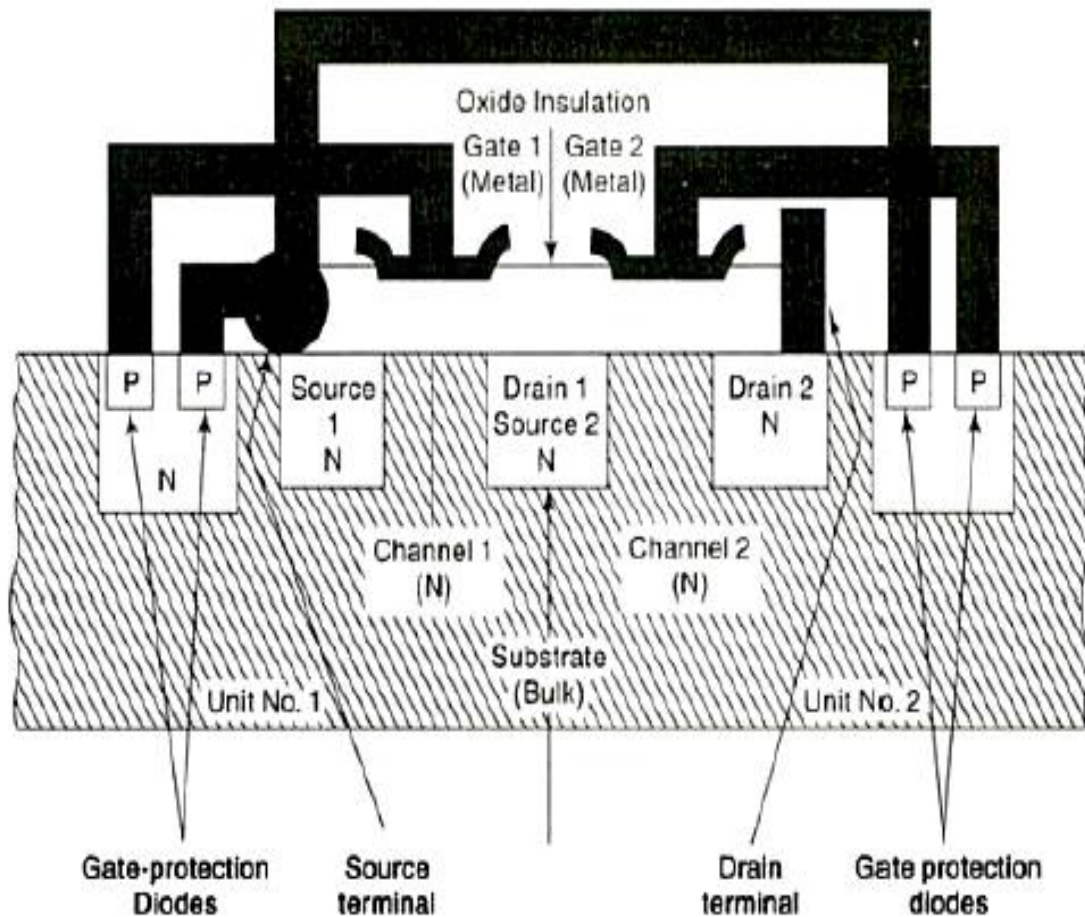 Oxide Insulation
Gate 1
(Metal)
Gate 2
(Metal)
P
P
N
Source
1
N
Drain 1
Source 2
N
Drain 2
N
P
P
Channel 1
(N)
Channel 2
(N)
Substrate
(Bulk)
Unit No. 1
Unit No. 2
Gate-protection
Diodes
Source
terminal
Drain
terminal
Gate protection
diodes